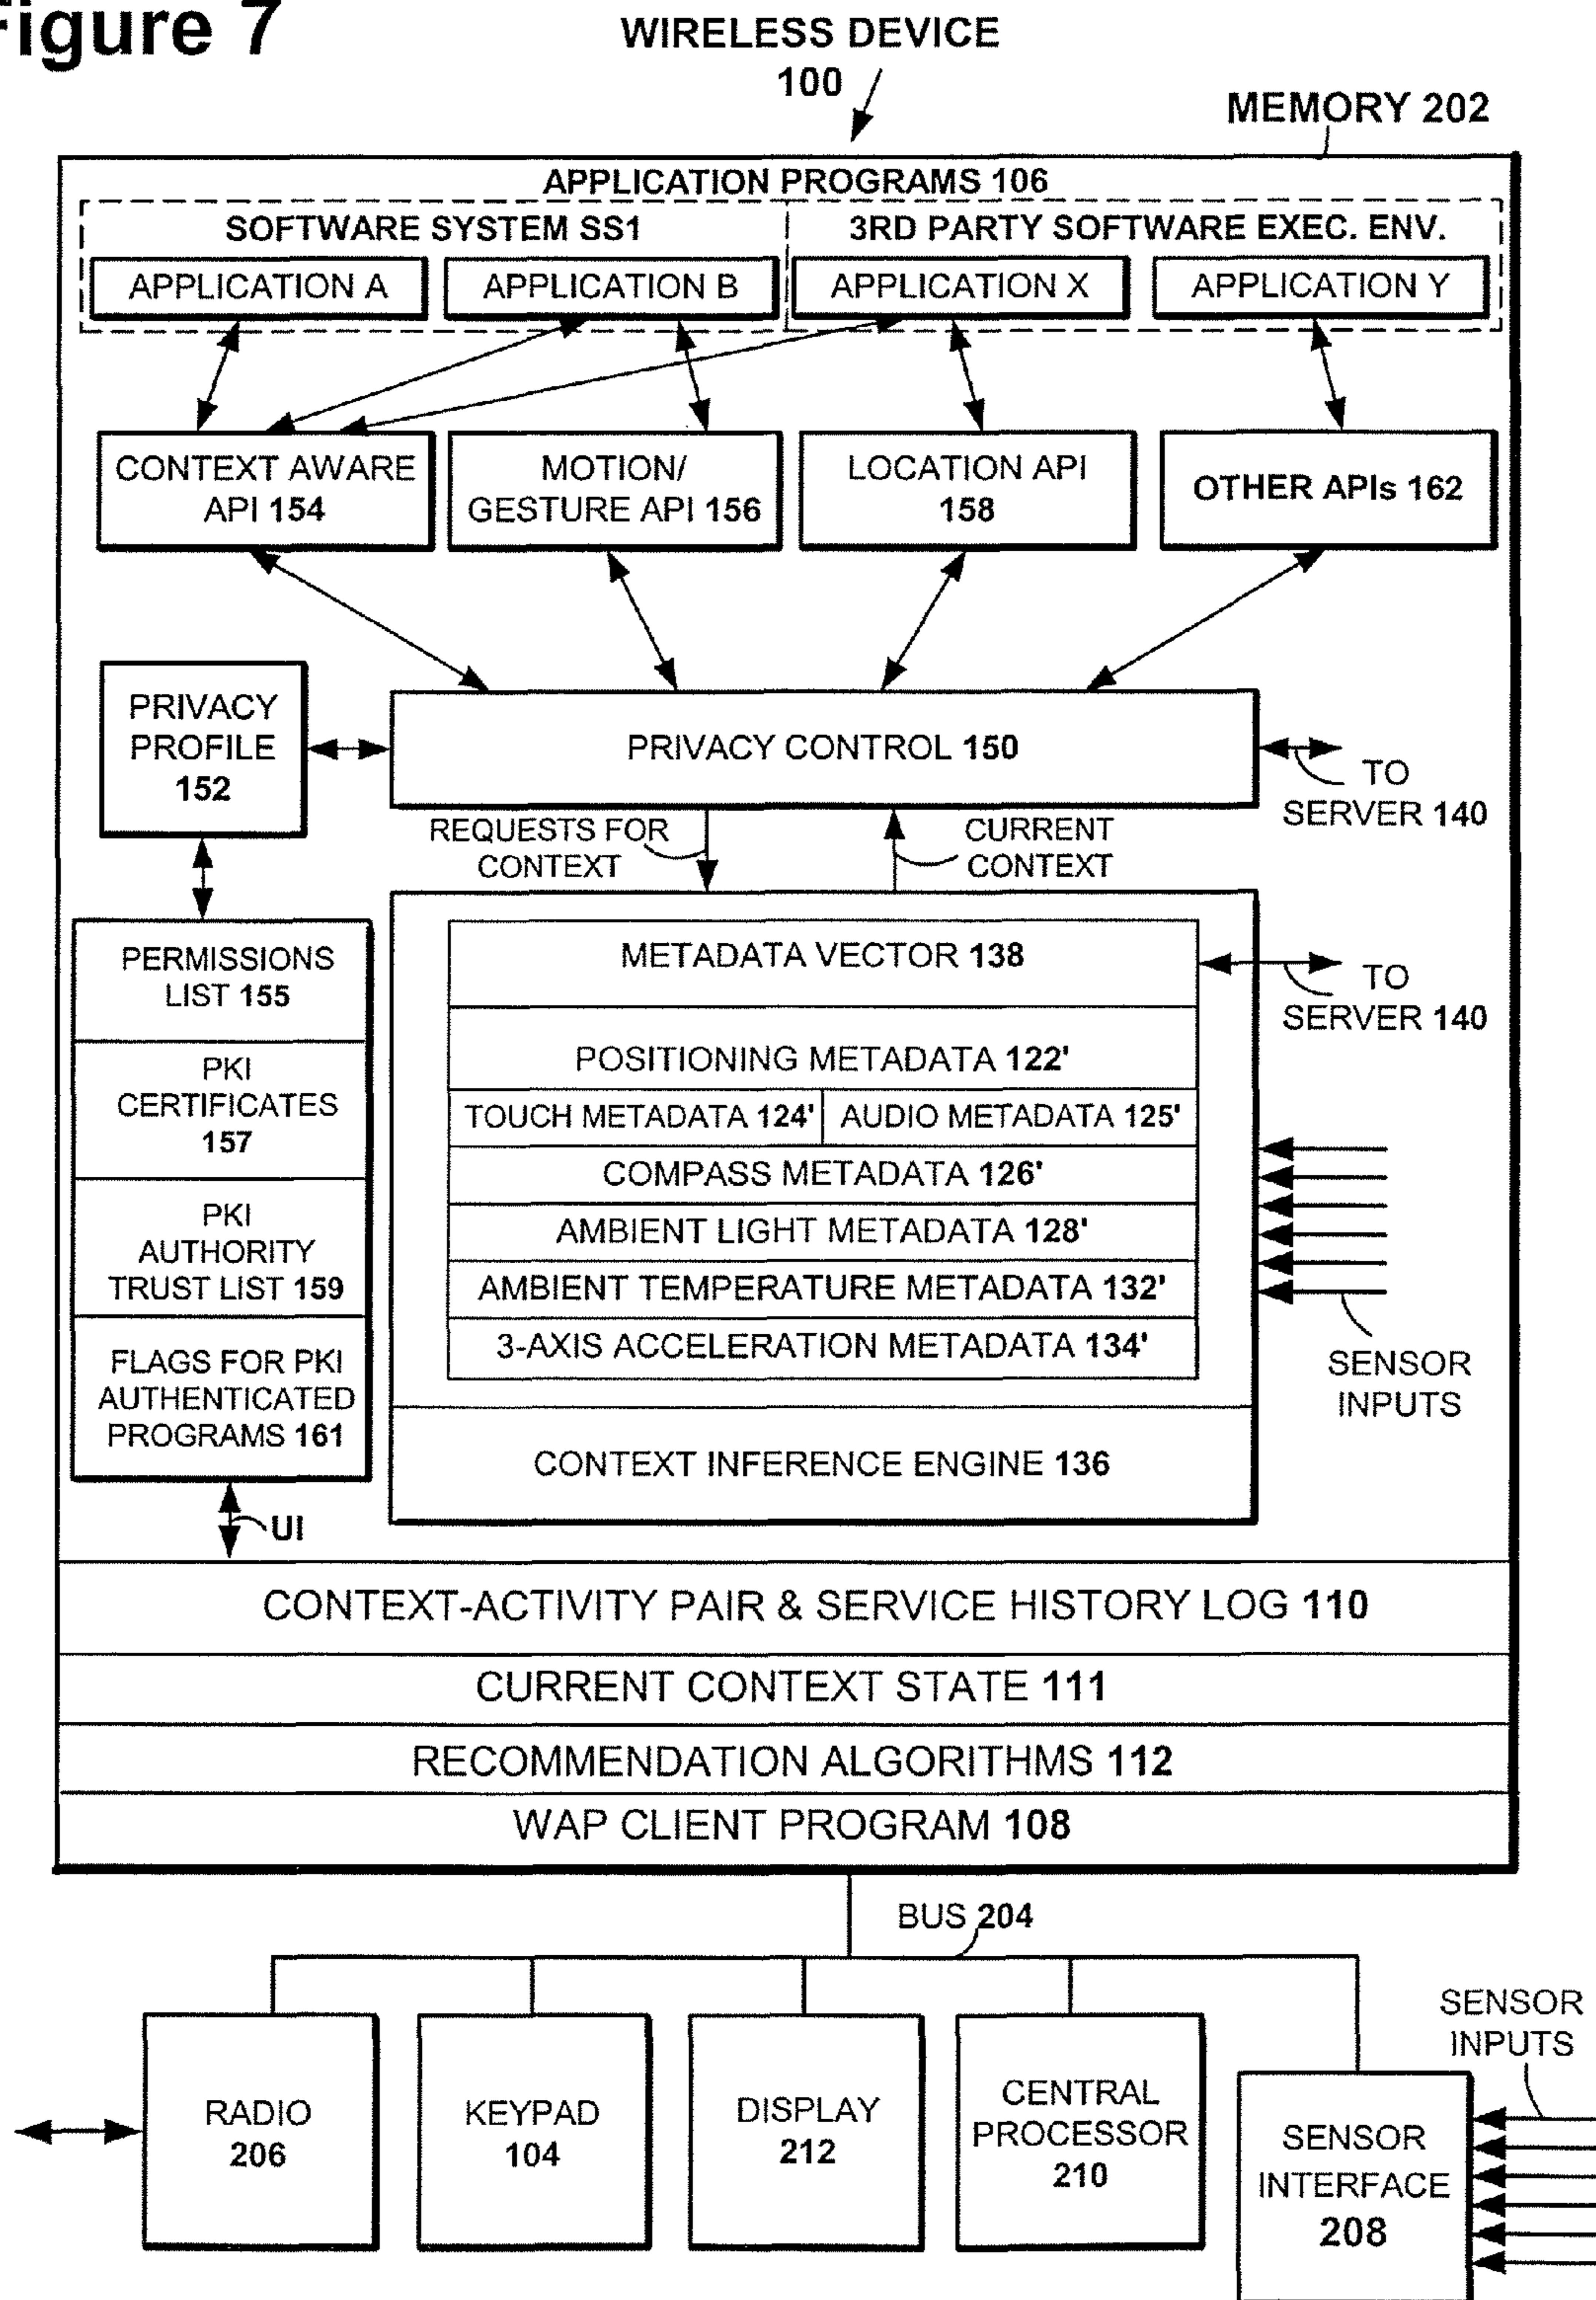 Figure 7
WIRELESS DEVICE
100
MEMORY 202
APPLICATION PROGRAMS 106
SOFTWARE SYSTEM SS1
3RD PARTY SOFTWARE EXEC. ENV.
APPLICATION A
APPLICATION B
APPLICATION X
APPLICATION Y
CONTEXT AWARE
API 154
MOTION/
GESTURE API 156
LOCATION API
158
OTHER APIs 162
PRIVACY
PROFILE
152
PRIVACY CONTROL 150
TO
SERVER 140
REQUESTS FOR
CONTEXT
CURRENT
CONTEXT
PERMISSIONS
LIST 155
PKI
CERTIFICATES
157
PKI
AUTHORITY
TRUST LIST 159
FLAGS FOR PKI
AUTHENTICATED
PROGRAMS 161
UI
METADATA VECTOR 138
TO
SERVER 140
POSITIONING METADATA 122'
TOUCH METADATA 124'
AUDIO METADATA 125'
COMPASS METADATA 126'
AMBIENT LIGHT METADATA 128'
AMBIENT TEMPERATURE METADATA 132'
3-AXIS ACCELERATION METADATA 134'
SENSOR
INPUTS
CONTEXT INFERENCE ENGINE 136
CONTEXT-ACTIVITY PAIR & SERVICE HISTORY LOG 110
CURRENT CONTEXT STATE 111
RECOMMENDATION ALGORITHMS 112
WAP CLIENT PROGRAM 108
BUS 204
RADIO
206
KEYPAD
104
DISPLAY
212
CENTRAL
PROCESSOR
210
SENSOR
INPUTS
SENSOR
INTERFACE
208